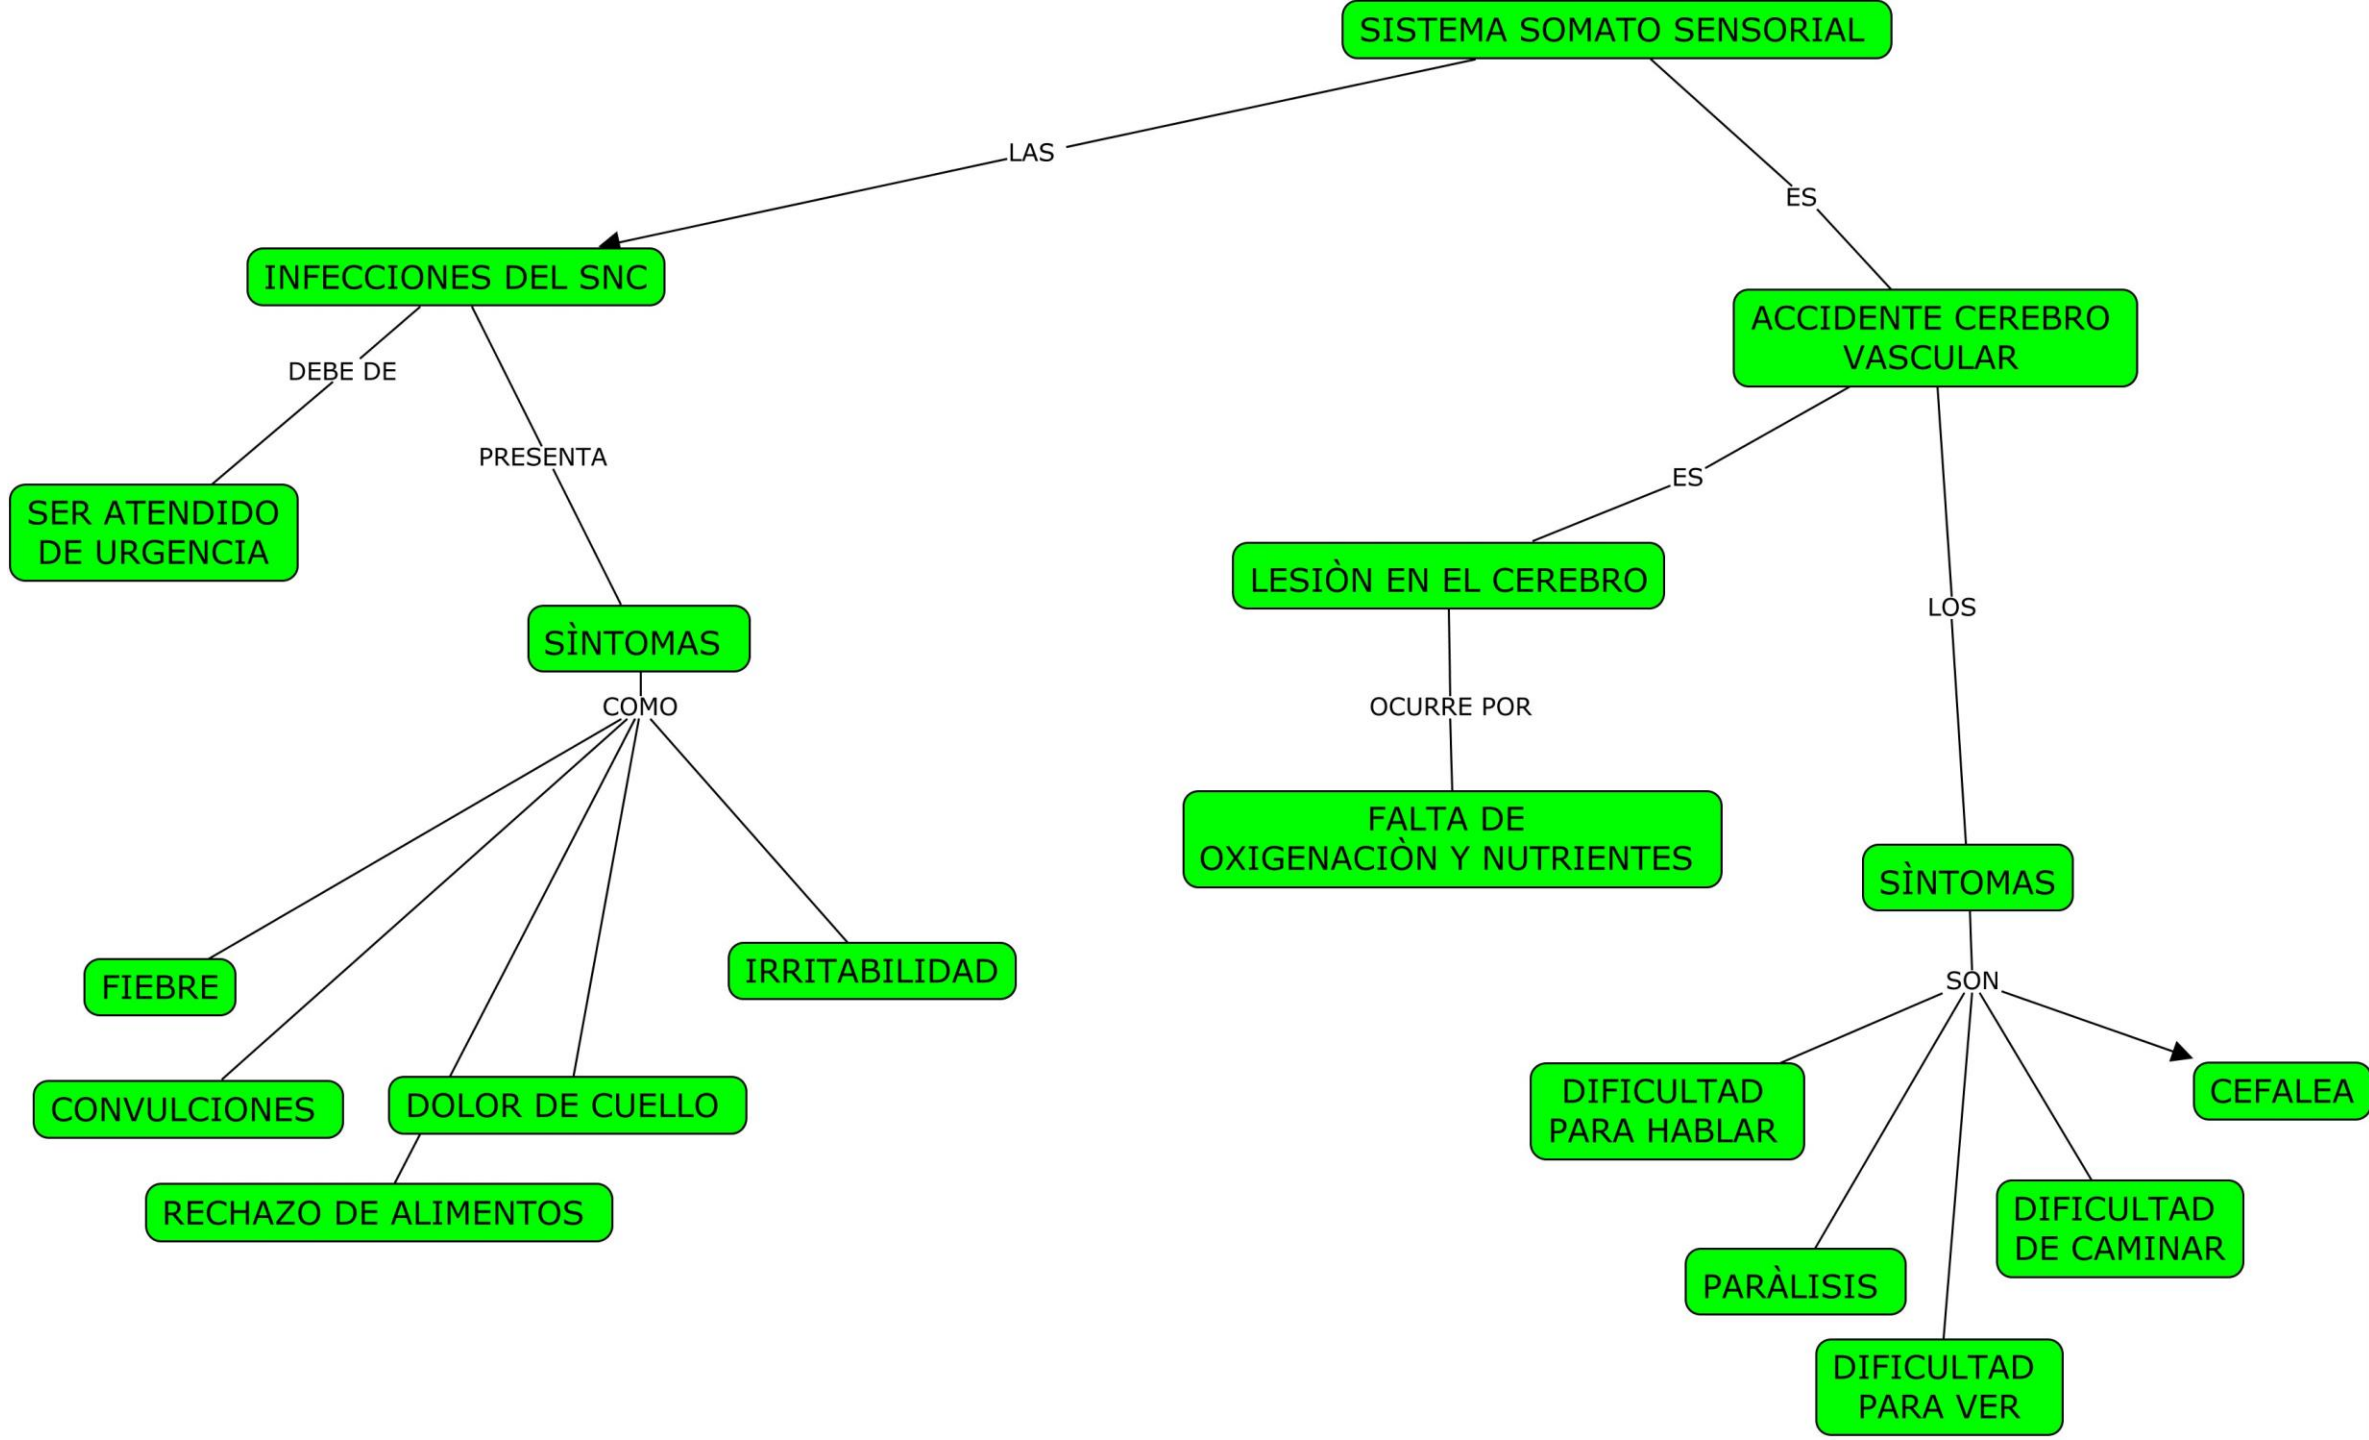 SISTEMA SOMATO SENSORIAL
LAS
ES
INFECCIONES DEL SNC
ACCIDENTE CEREBRO
VASCULAR
DEBE DE
PRESENTA
ES
SER ATENDIDO
DE URGENCIA
LESIÒN EN EL CEREBRO
LOS
SÌNTOMAS
COMO
OCURRE POR
FALTA DE
OXIGENACIÒN Y NUTRIENTES
SÌNTOMAS
FIEBRE
IRRITABILIDAD
SON
CONVULCIONES
DOLOR DE CUELLO
DIFICULTAD
PARA HABLAR
CEFALEA
RECHAZO DE ALIMENTOS
DIFICULTAD
DE CAMINAR
PARÀLISIS
DIFICULTAD
PARA VER